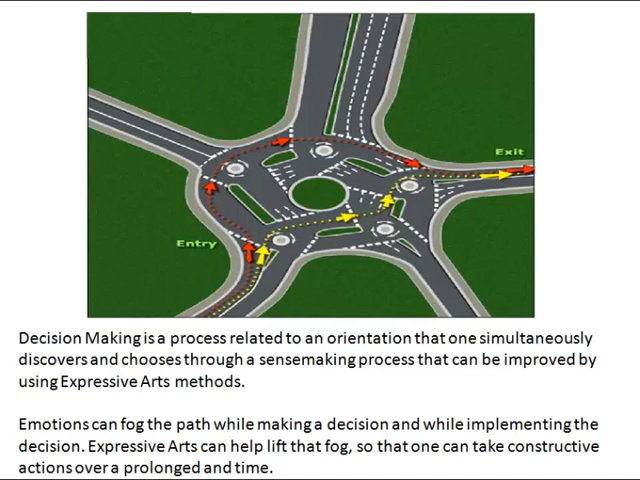 Exit
Entry
Decision Making is a process related to an orientation that one simultaneously
discovers and chooses through a sensemaking process that can be improved by
using Expressive Arts methods.
Emotions can fog the path while making a decision and while implementing the
decision. Expressive Arts can help lift that fog, so that one can take constructive
actions over a prolonged and time.